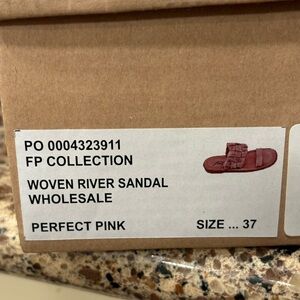 PO 0004323911
FP COLLECTION
WOVEN RIVER SANDAL
WHOLESALE
PERFECT PINK SIZE ... 37